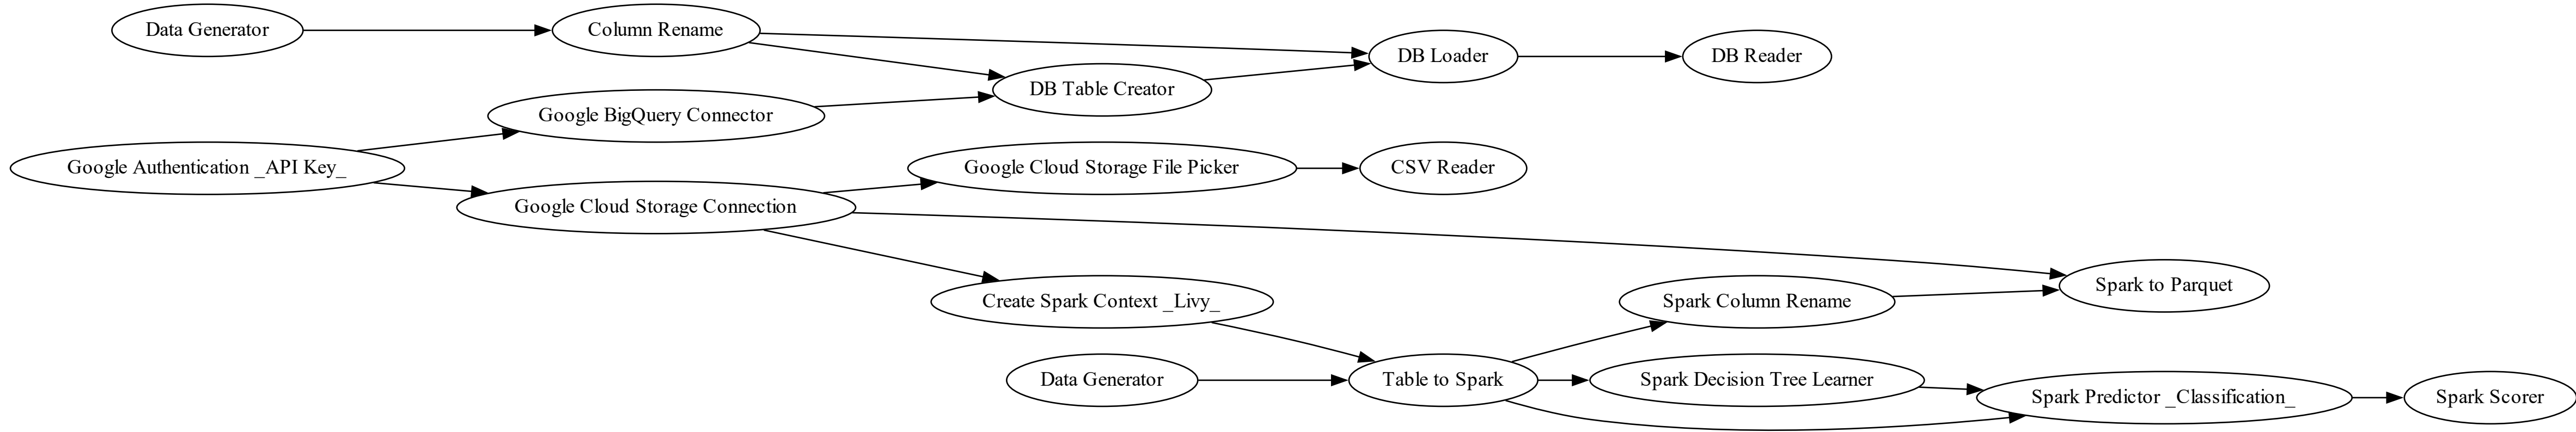 Data Generator
Column Rename
DB Loader
DB Reader
DB Table Creator
Google BigQuery Connector
Google Authentication _API Key_
Google Cloud Storage File Picker
CSV Reader
Google Cloud Storage Connection
Spark to Parquet
Create Spark Context _Livy_
Spark Column Rename
Data Generator
Table to Spark
Spark Decision Tree Learner
Spark Predictor _Classification_
Spark Scorer